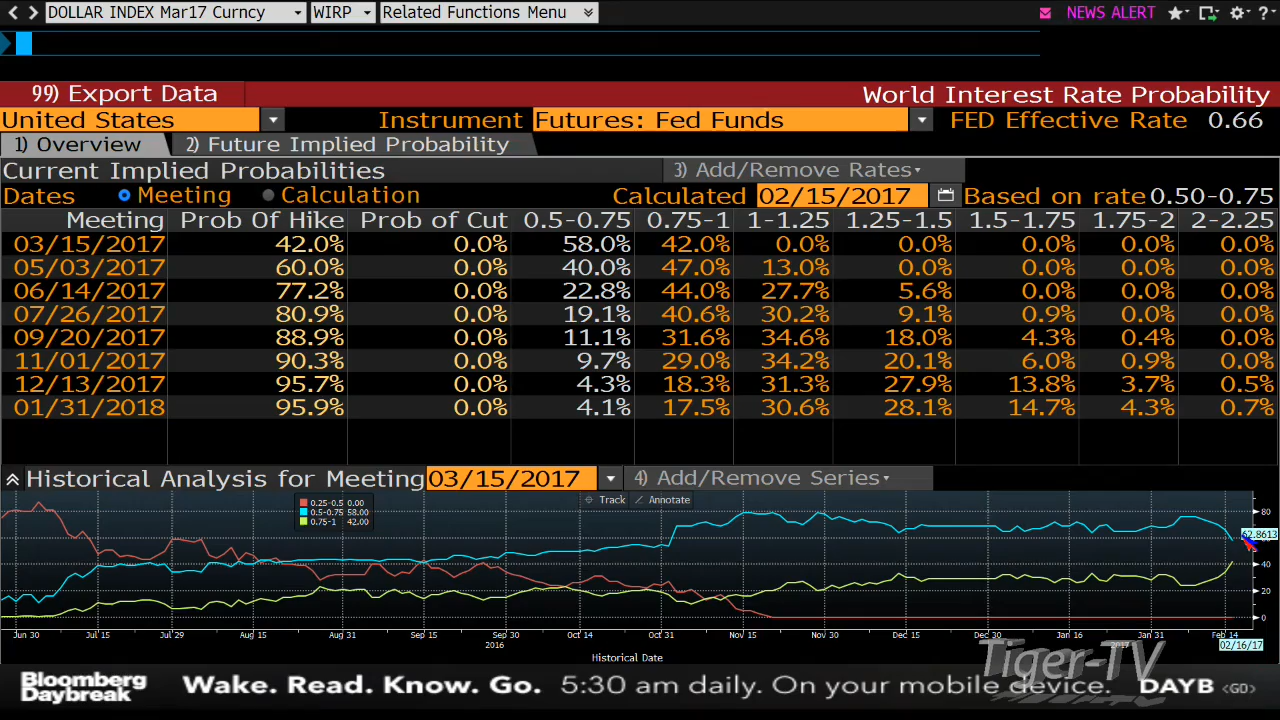 DOLLAR INDEX Mar17 Curncy WIRP Related Functions Menu NEWS ALERT ?
99) Export Data World Interest Rate Probability
United States Instrument Futures: Fed Funds FED Effective Rate 0.66
1) Overview 2) Future Implied Probability
Current Implied Probabilities 3) Add/Remove Rates
Dates Meeting Calculation Calculated 02/15/2017 Based on rate 0.50-0.75
Meeting Prob Of Hike Prob of Cut 0.5-0.75 0.75-1 1-1.25 1.25-1.5 1.5-1.75 1.75-2 2-2.25
03/15/2017 42.0% 0.0% 58.0% 42.0% 0.0% 0.0% 0.0% 0.0% 0.0%
05/03/2017 60.0% 0.0% 40.0% 47.0% 13.0% 0.0% 0.0% 0.0% 0.0%
06/14/2017 77.2% 0.0% 22.8% 44.0% 27.7% 5.6% 0.0% 0.0% 0.0%
07/26/2017 80.9% 0.0% 19.1% 40.6% 30.2% 9.1% 0.9% 0.0% 0.0%
09/20/2017 88.9% 0.0% 11.1% 31.6% 34.6% 18.0% 4.3% 0.4% 0.0%
11/01/2017 90.3% 0.0% 9.7% 29.0% 34.2% 20.1% 6.0% 0.9% 0.0%
12/13/2017 95.7% 0.0% 4.3% 18.3% 31.3% 27.9% 13.8% 3.7% 0.5%
01/31/2018 95.9% 0.0% 4.1% 17.5% 30.6% 28.1% 14.7% 4.3% 0.7%
Historical Analysis for Meeting 03/15/2017 4) Add/Remove Series
Track Annotate
0.25-0.5 0.00
0.5-0.75 58.00
0.75-1 42.00
80
62.8613
40
20
0
Jun 30 Jul 15 Jul 29 Aug 15 Aug 31 Sep 15 Sep 30 Oct 14 Oct 31 Nov 15 Nov 30 Dec 15 Dec 30 Jan 16 Jan 31 Feb 14
2016 2017 02/16/17
Historical Date
Tiger-TV
Bloomberg
Daybreak
Wake. Read. Know. Go. 5:30 am daily. On your mobile device. DAYB <GO>